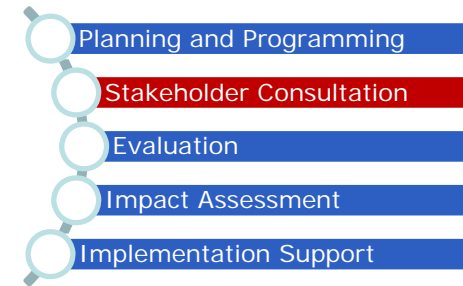 Planning and Programming
Stakeholder Consultation
Evaluation
Impact Assessment
Implementation Support